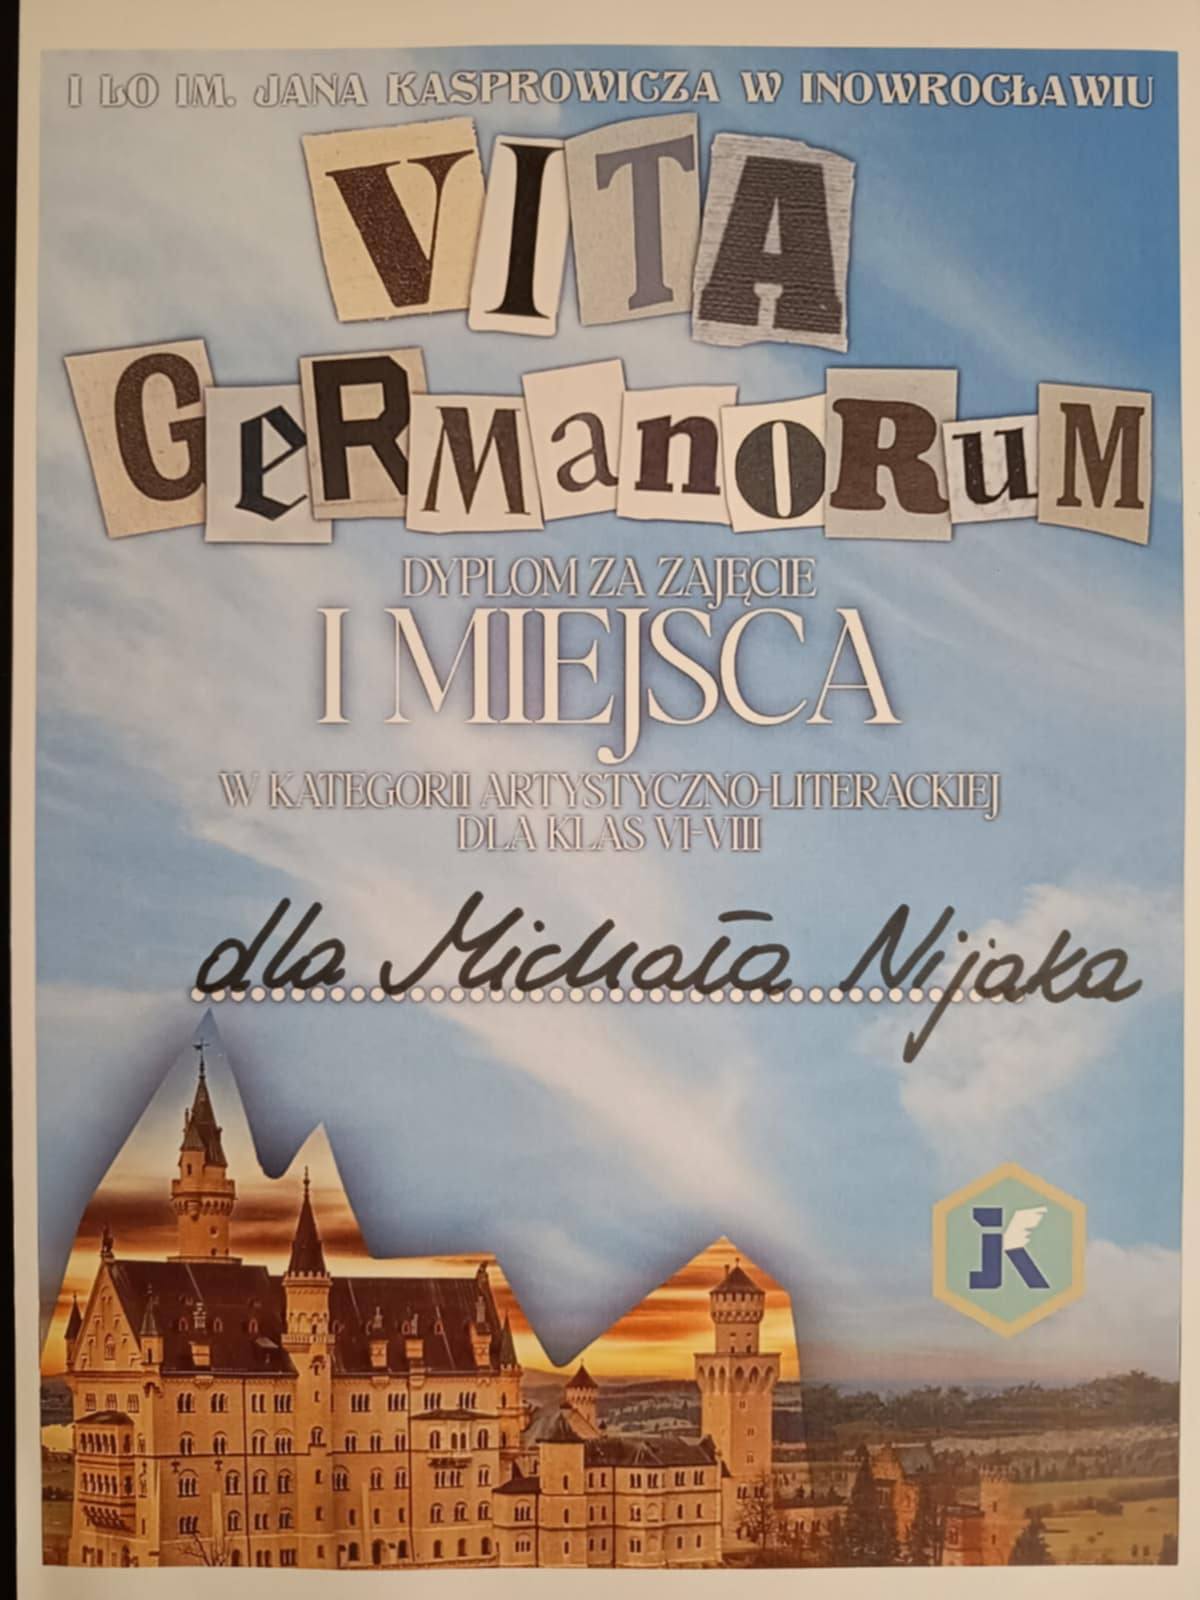 I LO IM. JANA KASPROWICZA W INOWROCŁAWIU
VITA
GeRManoRuM
DYPLOM ZA ZAJĘCIE
I MIEJSCA
W KATEGORII ARTYSTYCZNO-LITERACKIEJ
DLA KLAS VI-VIII
dla Michała Nijaka
JK